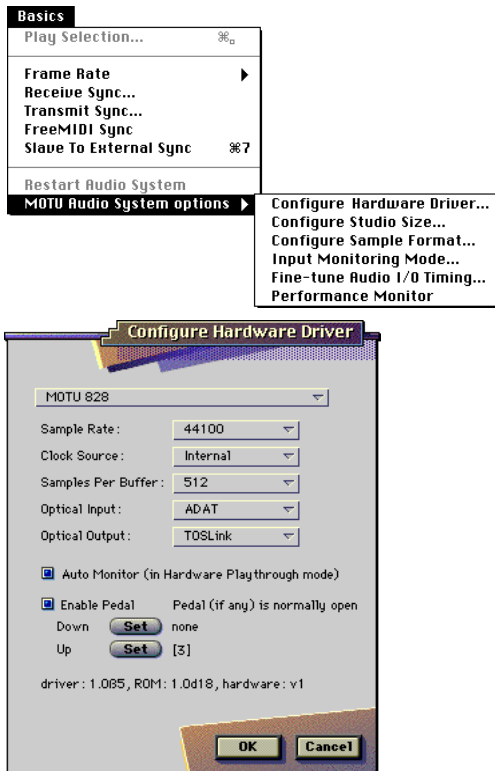 Basics
Play Selection... ⌘□
Frame Rate
Receive Sync...
Transmit Sync...
FreeMIDI Sync
Slave To External Sync ⌘7
Restart Audio System
MOTU Audio System options
Configure Hardware Driver...
Configure Studio Size...
Configure Sample Format...
Input Monitoring Mode...
Fine-tune Audio I/O Timing...
Performance Monitor
Configure Hardware Driver
MOTU 828
Sample Rate: 44100
Clock Source: Internal
Samples Per Buffer: 512
Optical Input: ADAT
Optical Output: TOSLink
Auto Monitor (in Hardware Playthrough mode)
Enable Pedal Pedal (if any) is normally open
Down Set none
Up Set [3]
driver: 1.0ß5, ROM: 1.0d18, hardware: v1
OK Cancel